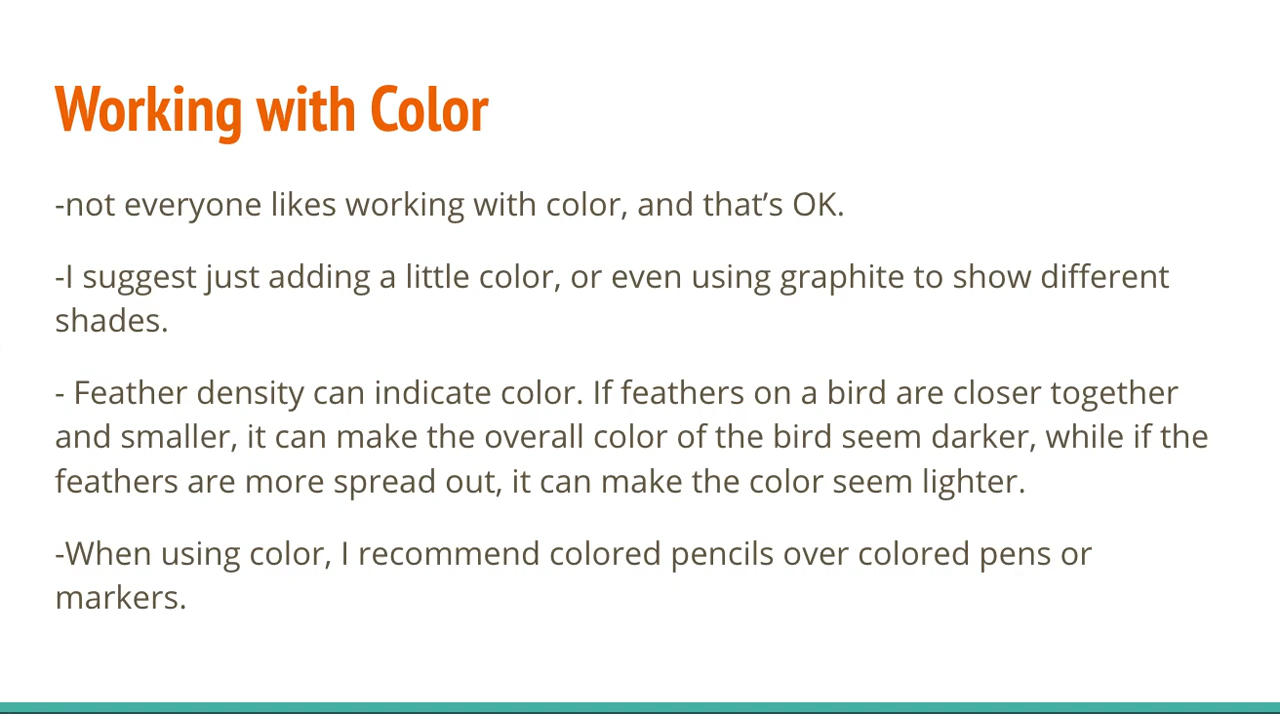 Working with Color
-not everyone likes working with color, and that’s OK.
-I suggest just adding a little color, or even using graphite to show different
shades.
- Feather density can indicate color. If feathers on a bird are closer together
and smaller, it can make the overall color of the bird seem darker, while if the
feathers are more spread out, it can make the color seem lighter.
-When using color, I recommend colored pencils over colored pens or
markers.